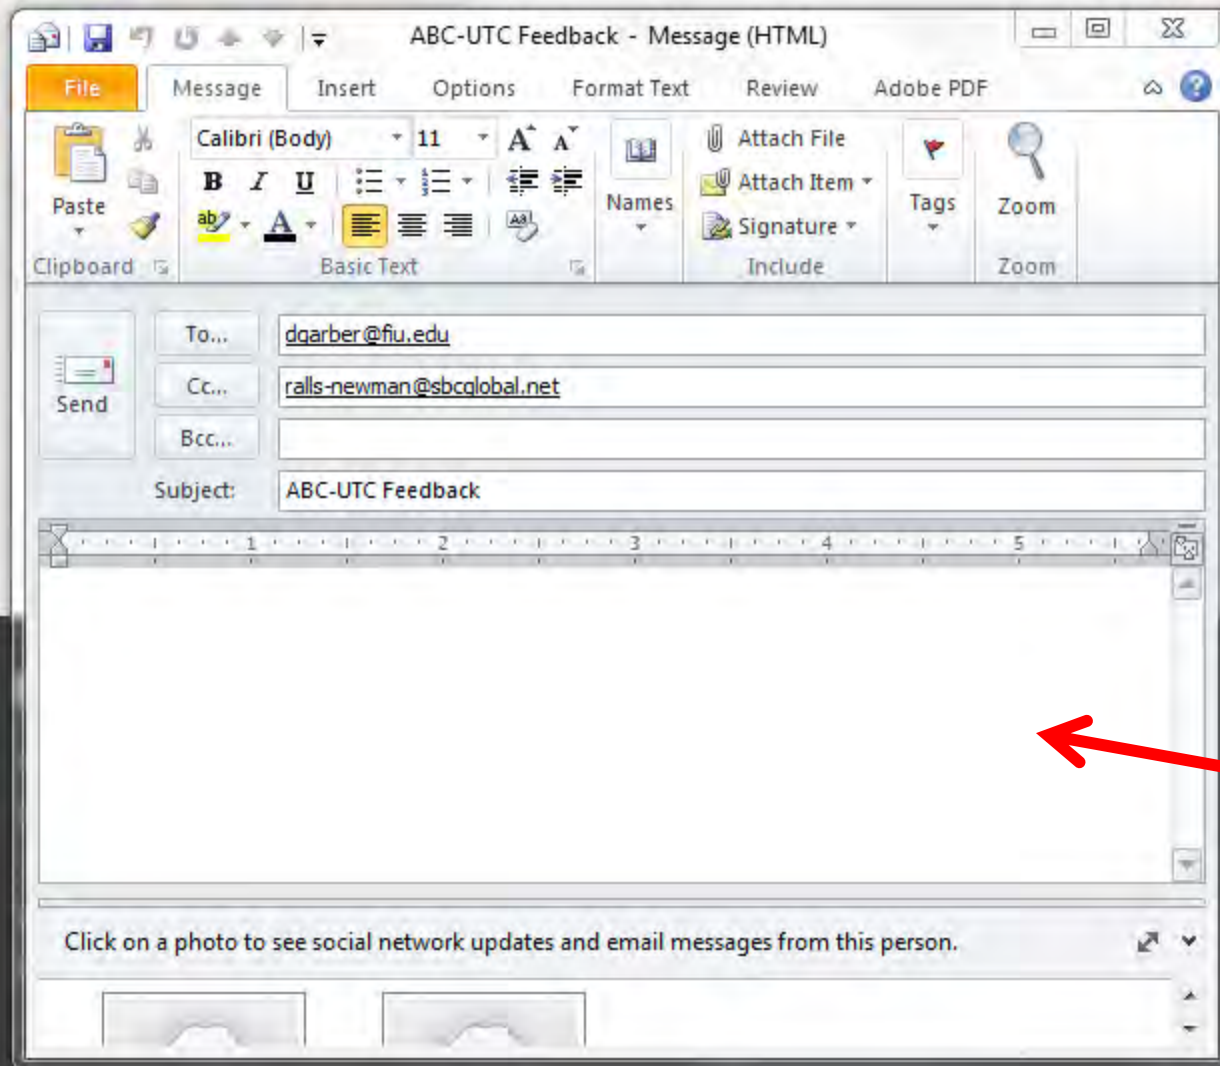 ABC-UTC Feedback - Message (HTML)
File Message Insert Options Format Text Review Adobe PDF
Calibri (Body) 11 A A
Attach File
B I U
Attach Item
Paste
Names
Tags
Zoom
ab A Aa
Signature
Clipboard Basic Text Include Zoom
To... dgarber@fiu.edu
Send
Cc... ralls-newman@sbcglobal.net
Bcc...
Subject: ABC-UTC Feedback
1 2 3 4 5
Click on a photo to see social network updates and email messages from this person.